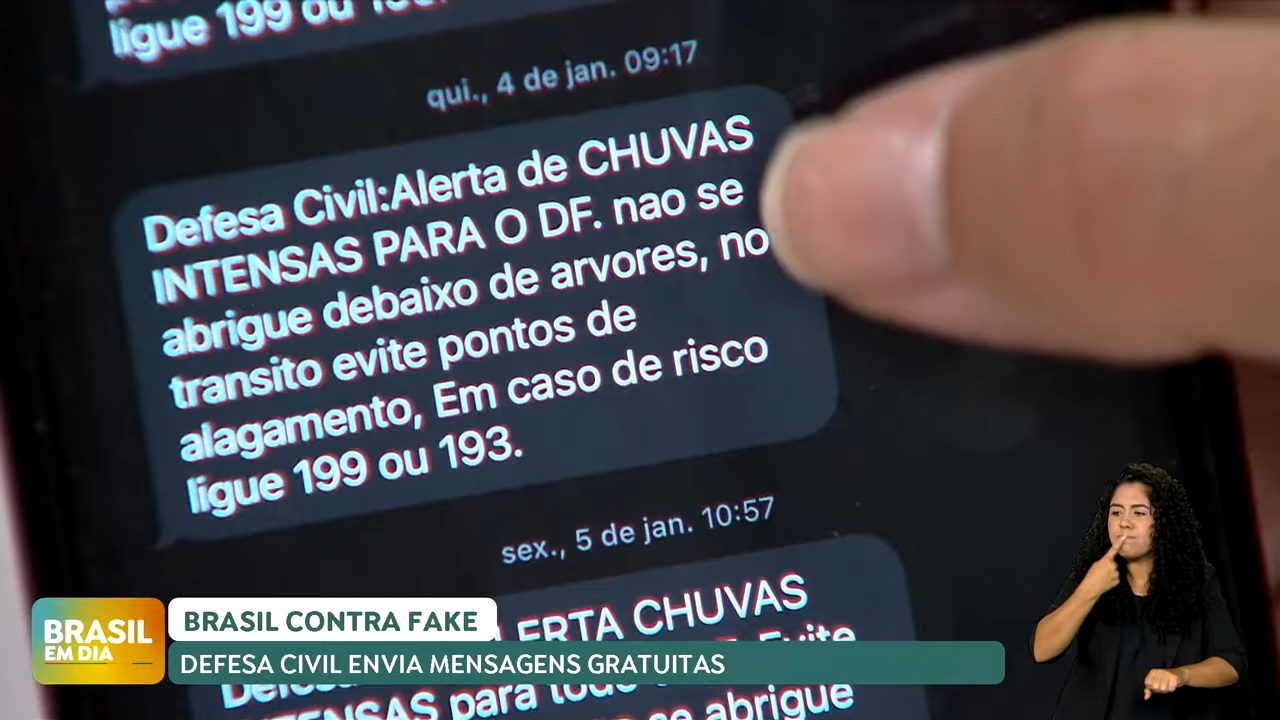 ligue 199 ou
qui., 4 de jan. 09:17
Defesa Civil:Alerta de CHUVAS
INTENSAS PARA O DF. nao se
abrigue debaixo de arvores, no
transito evite pontos de
alagamento, Em caso de risco
ligue 199 ou 193.
sex., 5 de jan. 10:57
CHUVAS
Evite
INTENSAS para
se abrigue
BRASIL
EM DIA
BRASIL CONTRA FAKE
DEFESA CIVIL ENVIA MENSAGENS GRATUITAS